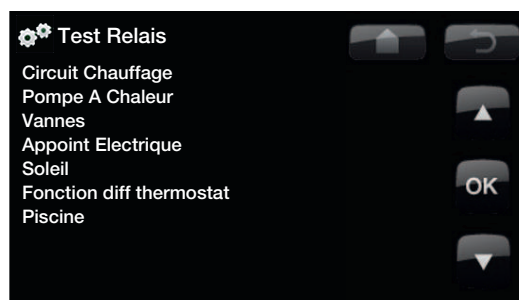 Test Relais
Circuit Chauffage
Pompe A Chaleur
Vannes
Appoint Electrique
Soleil
Fonction diff thermostat
Piscine
OK